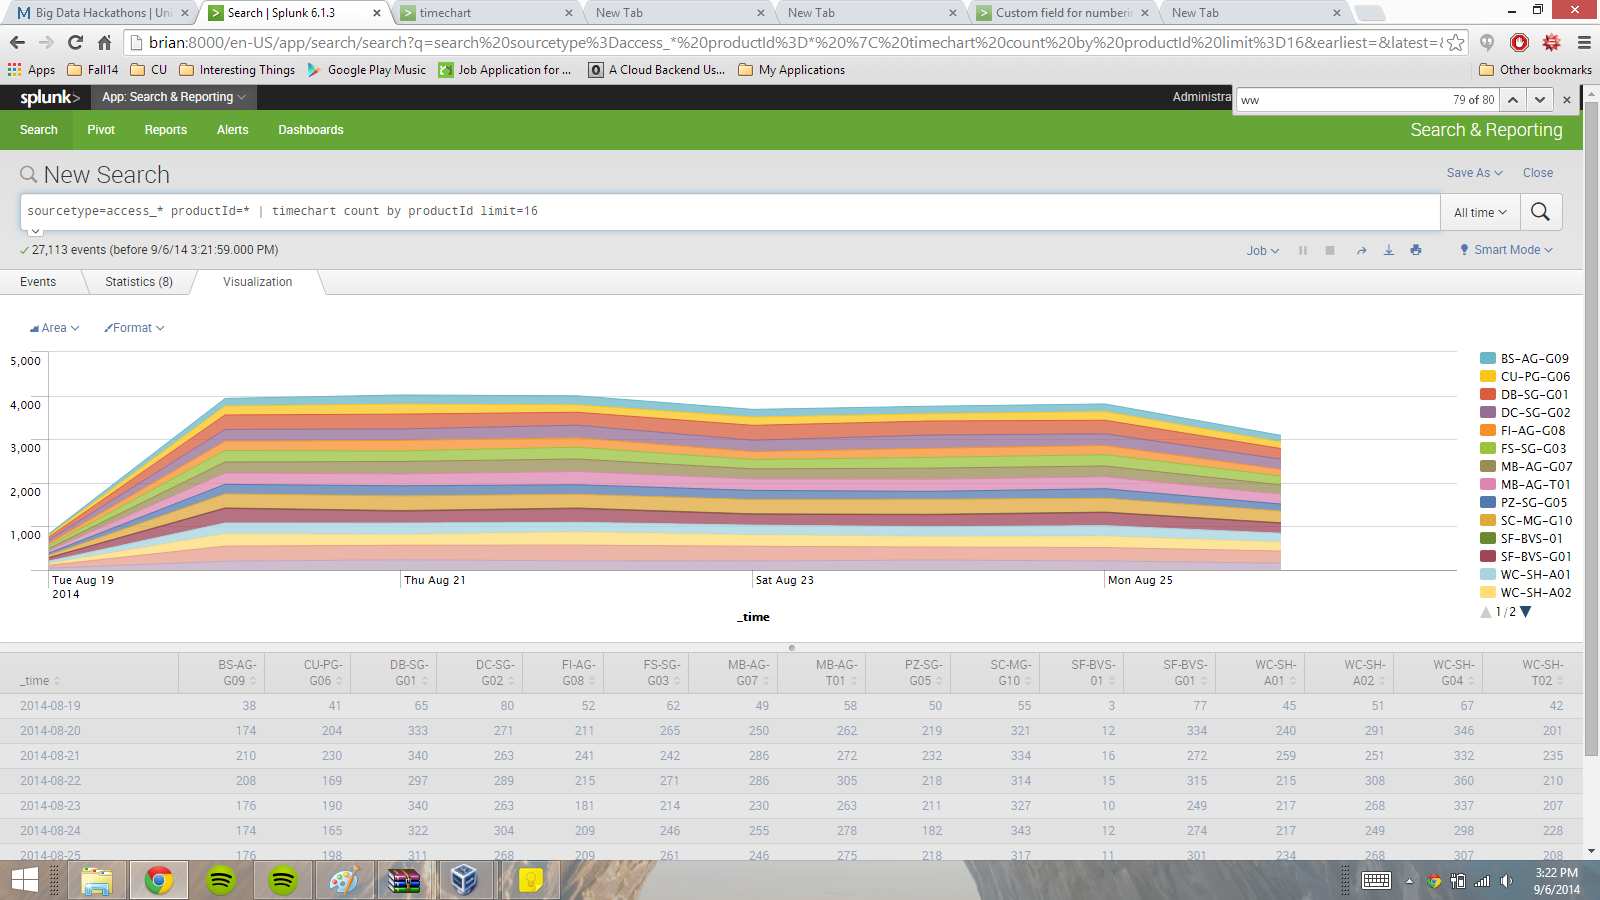 Big Data Hackathons | Uni
Search | Splunk 6.1.3
timechart
New Tab
New Tab
Custom field for numberin
New Tab
brian:8000/en-US/app/search/search?q=search%20sourcetype%3Daccess_*%20productId%3D*%20%7C%20timechart%20count%20by%20productId%20limit%3D16&earliest=&latest=&
Apps
Fall14
CU
Interesting Things
Google Play Music
Job Application for ...
A Cloud Backend Us...
My Applications
Other bookmarks
splunk>
App: Search & Reporting
Administra
ww
79 of 80
Search
Pivot
Reports
Alerts
Dashboards
Search & Reporting
New Search
Save As
Close
sourcetype=access_* productId=* | timechart count by productId limit=16
All time
27,113 events (before 9/6/14 3:21:59.000 PM)
Job
Smart Mode
Events
Statistics (8)
Visualization
Area
Format
5,000
4,000
3,000
2,000
1,000
Tue Aug 19
2014
Thu Aug 21
Sat Aug 23
Mon Aug 25
_time
BS-AG-G09
CU-PG-G06
DB-SG-G01
DC-SG-G02
FI-AG-G08
FS-SG-G03
MB-AG-G07
MB-AG-T01
PZ-SG-G05
SC-MG-G10
SF-BVS-01
SF-BVS-G01
WC-SH-A01
WC-SH-A02
1/2
_time BS-AG-G09 CU-PG-G06 DB-SG-G01 DC-SG-G02 FI-AG-G08 FS-SG-G03 MB-AG-G07 MB-AG-T01 PZ-SG-G05 SC-MG-G10 SF-BVS-01 SF-BVS-G01 WC-SH-A01 WC-SH-A02 WC-SH-G04 WC-SH-T02
2014-08-19 38 41 65 80 52 62 49 58 50 55 3 77 45 51 67 42
2014-08-20 174 204 333 271 211 265 250 262 219 321 12 334 240 291 346 201
2014-08-21 210 230 340 263 241 242 286 272 232 334 16 272 259 251 332 235
2014-08-22 208 169 297 289 215 271 286 305 218 314 15 315 215 308 360 210
2014-08-23 176 190 340 263 181 214 230 263 211 327 10 249 217 268 337 207
2014-08-24 174 165 322 304 209 246 255 278 182 343 12 274 217 249 298 228
2014-08-25 176 198 311 268 209 261 246 275 218 317 11 301 234 268 307 208
3:22 PM
9/6/2014